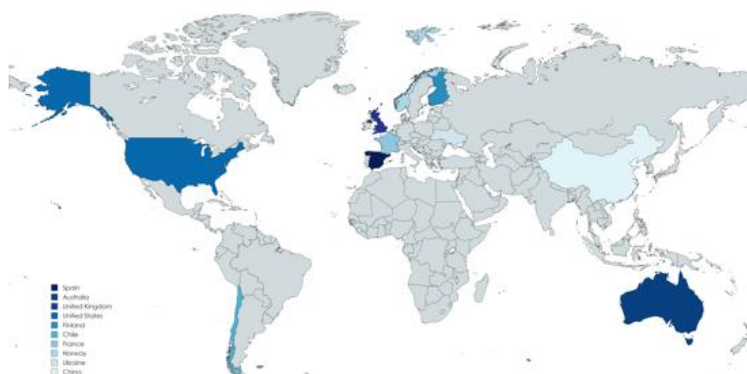 Spain
Australia
United Kingdom
United States
Finland
Chile
France
Norway
Ukraine
China